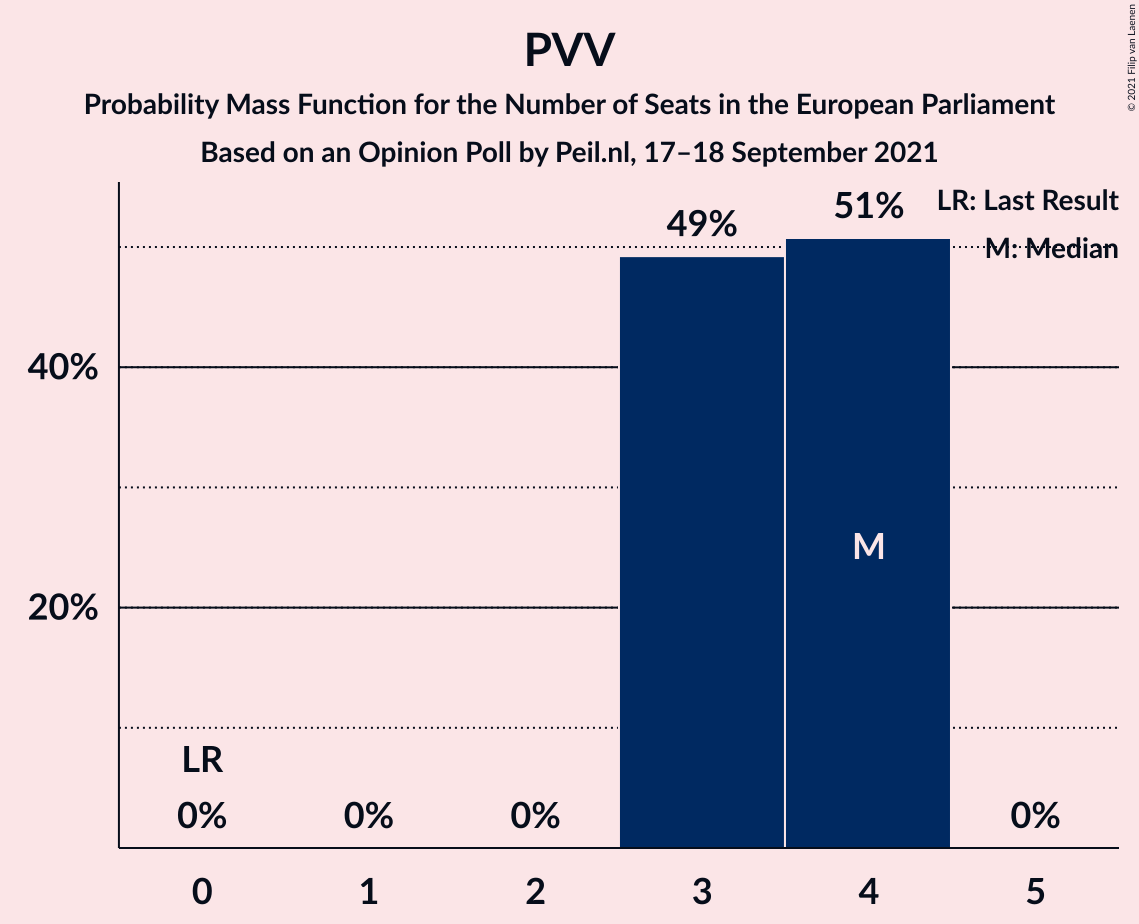 PVV
Probability Mass Function for the Number of Seats in the European Parliament
Based on an Opinion Poll by Peil.nl, 17–18 September 2021
© 2021 Filip van Laenen
LR: Last Result
M: Median
49%
51%
40%
20%
M
LR
0%
0%
0%
0%
0
1
2
3
4
5